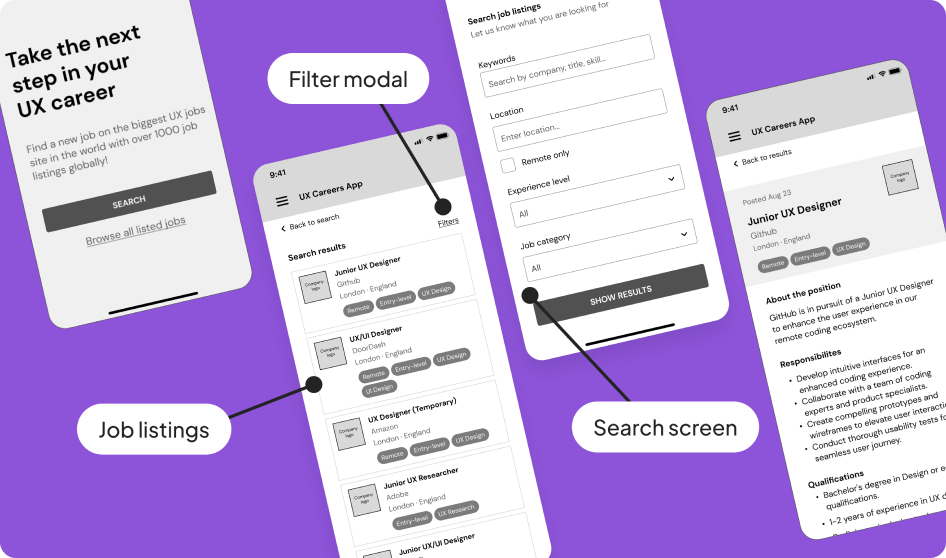 Take the next
step in your
UX career
Find a new job on the biggest UX jobs
site in the world with over 1000 job
listings globally!
SEARCH
Browse all listed jobs
Filter modal
9:41
UX Careers App
Back to search
Filters
Search results
Company
logo
Junior UX Designer
Github
London · England
Remote
Entry-level
UX Design
Company
logo
UX/UI Designer
DoorDash
London · England
Remote
Entry-level
UX Design
UI Design
Company
logo
UX Designer (Temporary)
Amazon
London · England
Remote
Entry-level
UX Design
Company
logo
Junior UX Researcher
Adobe
London · England
Entry-level
UX Research
Company
Junior UX/UI Designer
Job listings
Search job listings
Let us know what you are looking for
Keywords
Search by company, title, skill...
Location
Enter location...
Remote only
Experience level
All
Job category
All
SHOW RESULTS
Search screen
9:41
UX Careers App
Back to results
Posted Aug 23
Company
logo
Junior UX Designer
Github
London · England
Remote
Entry-level
UX Design
About the position
GitHub is in pursuit of a Junior UX Designer
to enhance the user experience in our
remote coding ecosystem.
Responsibilites
• Develop intuitive interfaces for an
enhanced coding experience.
• Collaborate with a team of coding
experts and product specialists.
• Create compelling prototypes and
wireframes to elevate user interacti
• Conduct thorough usability tests fo
seamless user journey.
Qualifications
• Bachelor's degree in Design or e
qualifications.
• 1-2 years of experience in UX d